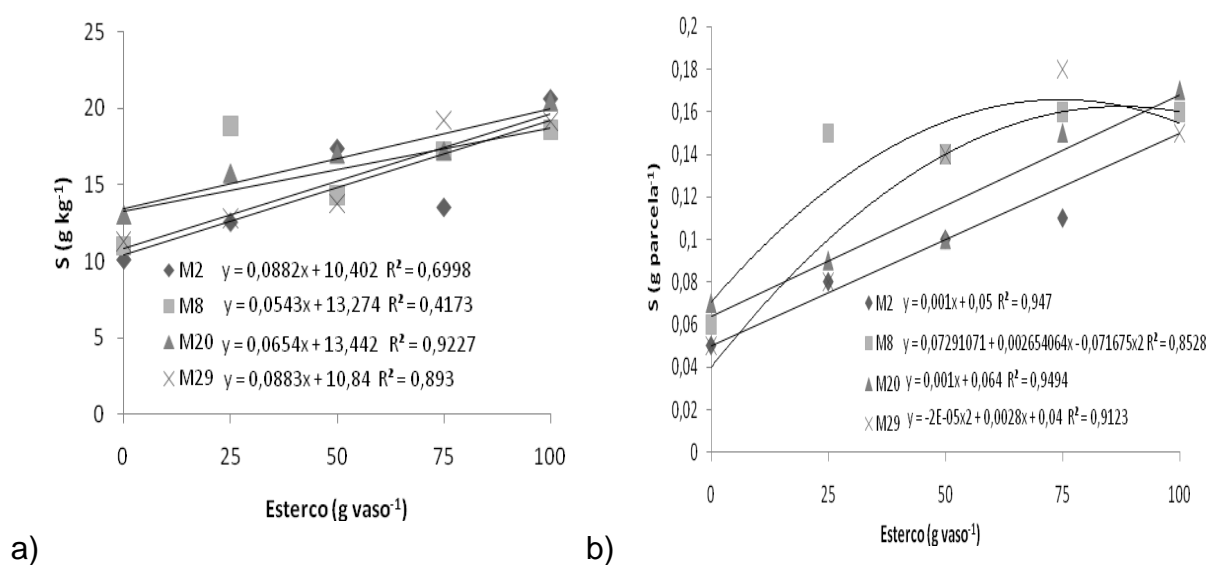 S (g kg⁻¹)
25
20
15
10
5
0
M2 y = 0,0882x + 10,402 R² = 0,6998
M8 y = 0,0543x + 13,274 R² = 0,4173
M20 y = 0,0654x + 13,442 R² = 0,9227
M29 y = 0,0883x + 10,84 R² = 0,893
0 25 50 75 100
Esterco (g vaso⁻¹)
a)
S (g parcela⁻¹)
0,2
0,18
0,16
0,14
0,12
0,1
0,08
0,06
0,04
0,02
0
M2 y = 0,001x + 0,05 R² = 0,947
M8 y = 0,07291071 + 0,002654064x - 0,071675x2 R² = 0,8528
M20 y = 0,001x + 0,064 R² = 0,9494
M29 y = -2E-05x2 + 0,0028x + 0,04 R² = 0,9123
0 25 50 75 100
Esterco (g vaso⁻¹)
b)